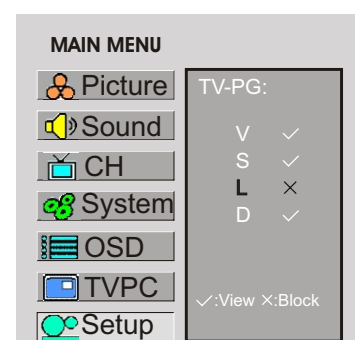 MAIN MENU
Picture
Sound
CH
System
OSD
TVPC
Setup
TV-PG:
V ✓
S ✓
L ×
D ✓
✓:View ×:Block